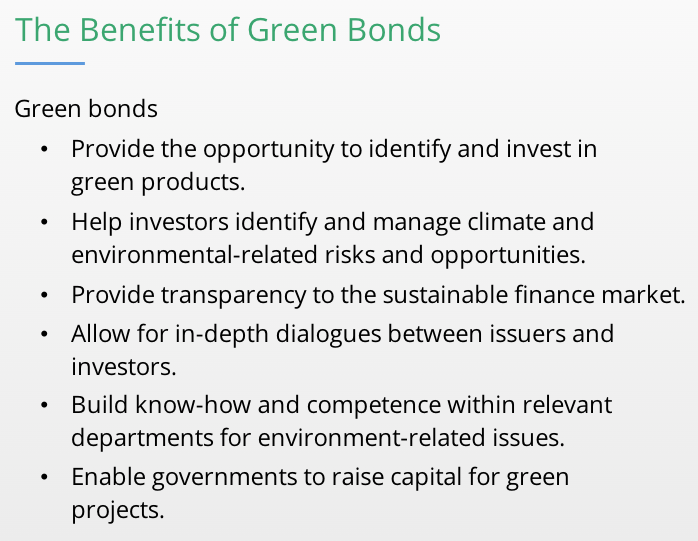 The Benefits of Green Bonds
Green bonds
• Provide the opportunity to identify and invest in
green products.
• Help investors identify and manage climate and
environmental-related risks and opportunities.
• Provide transparency to the sustainable finance market.
• Allow for in-depth dialogues between issuers and
investors.
• Build know-how and competence within relevant
departments for environment-related issues.
• Enable governments to raise capital for green
projects.